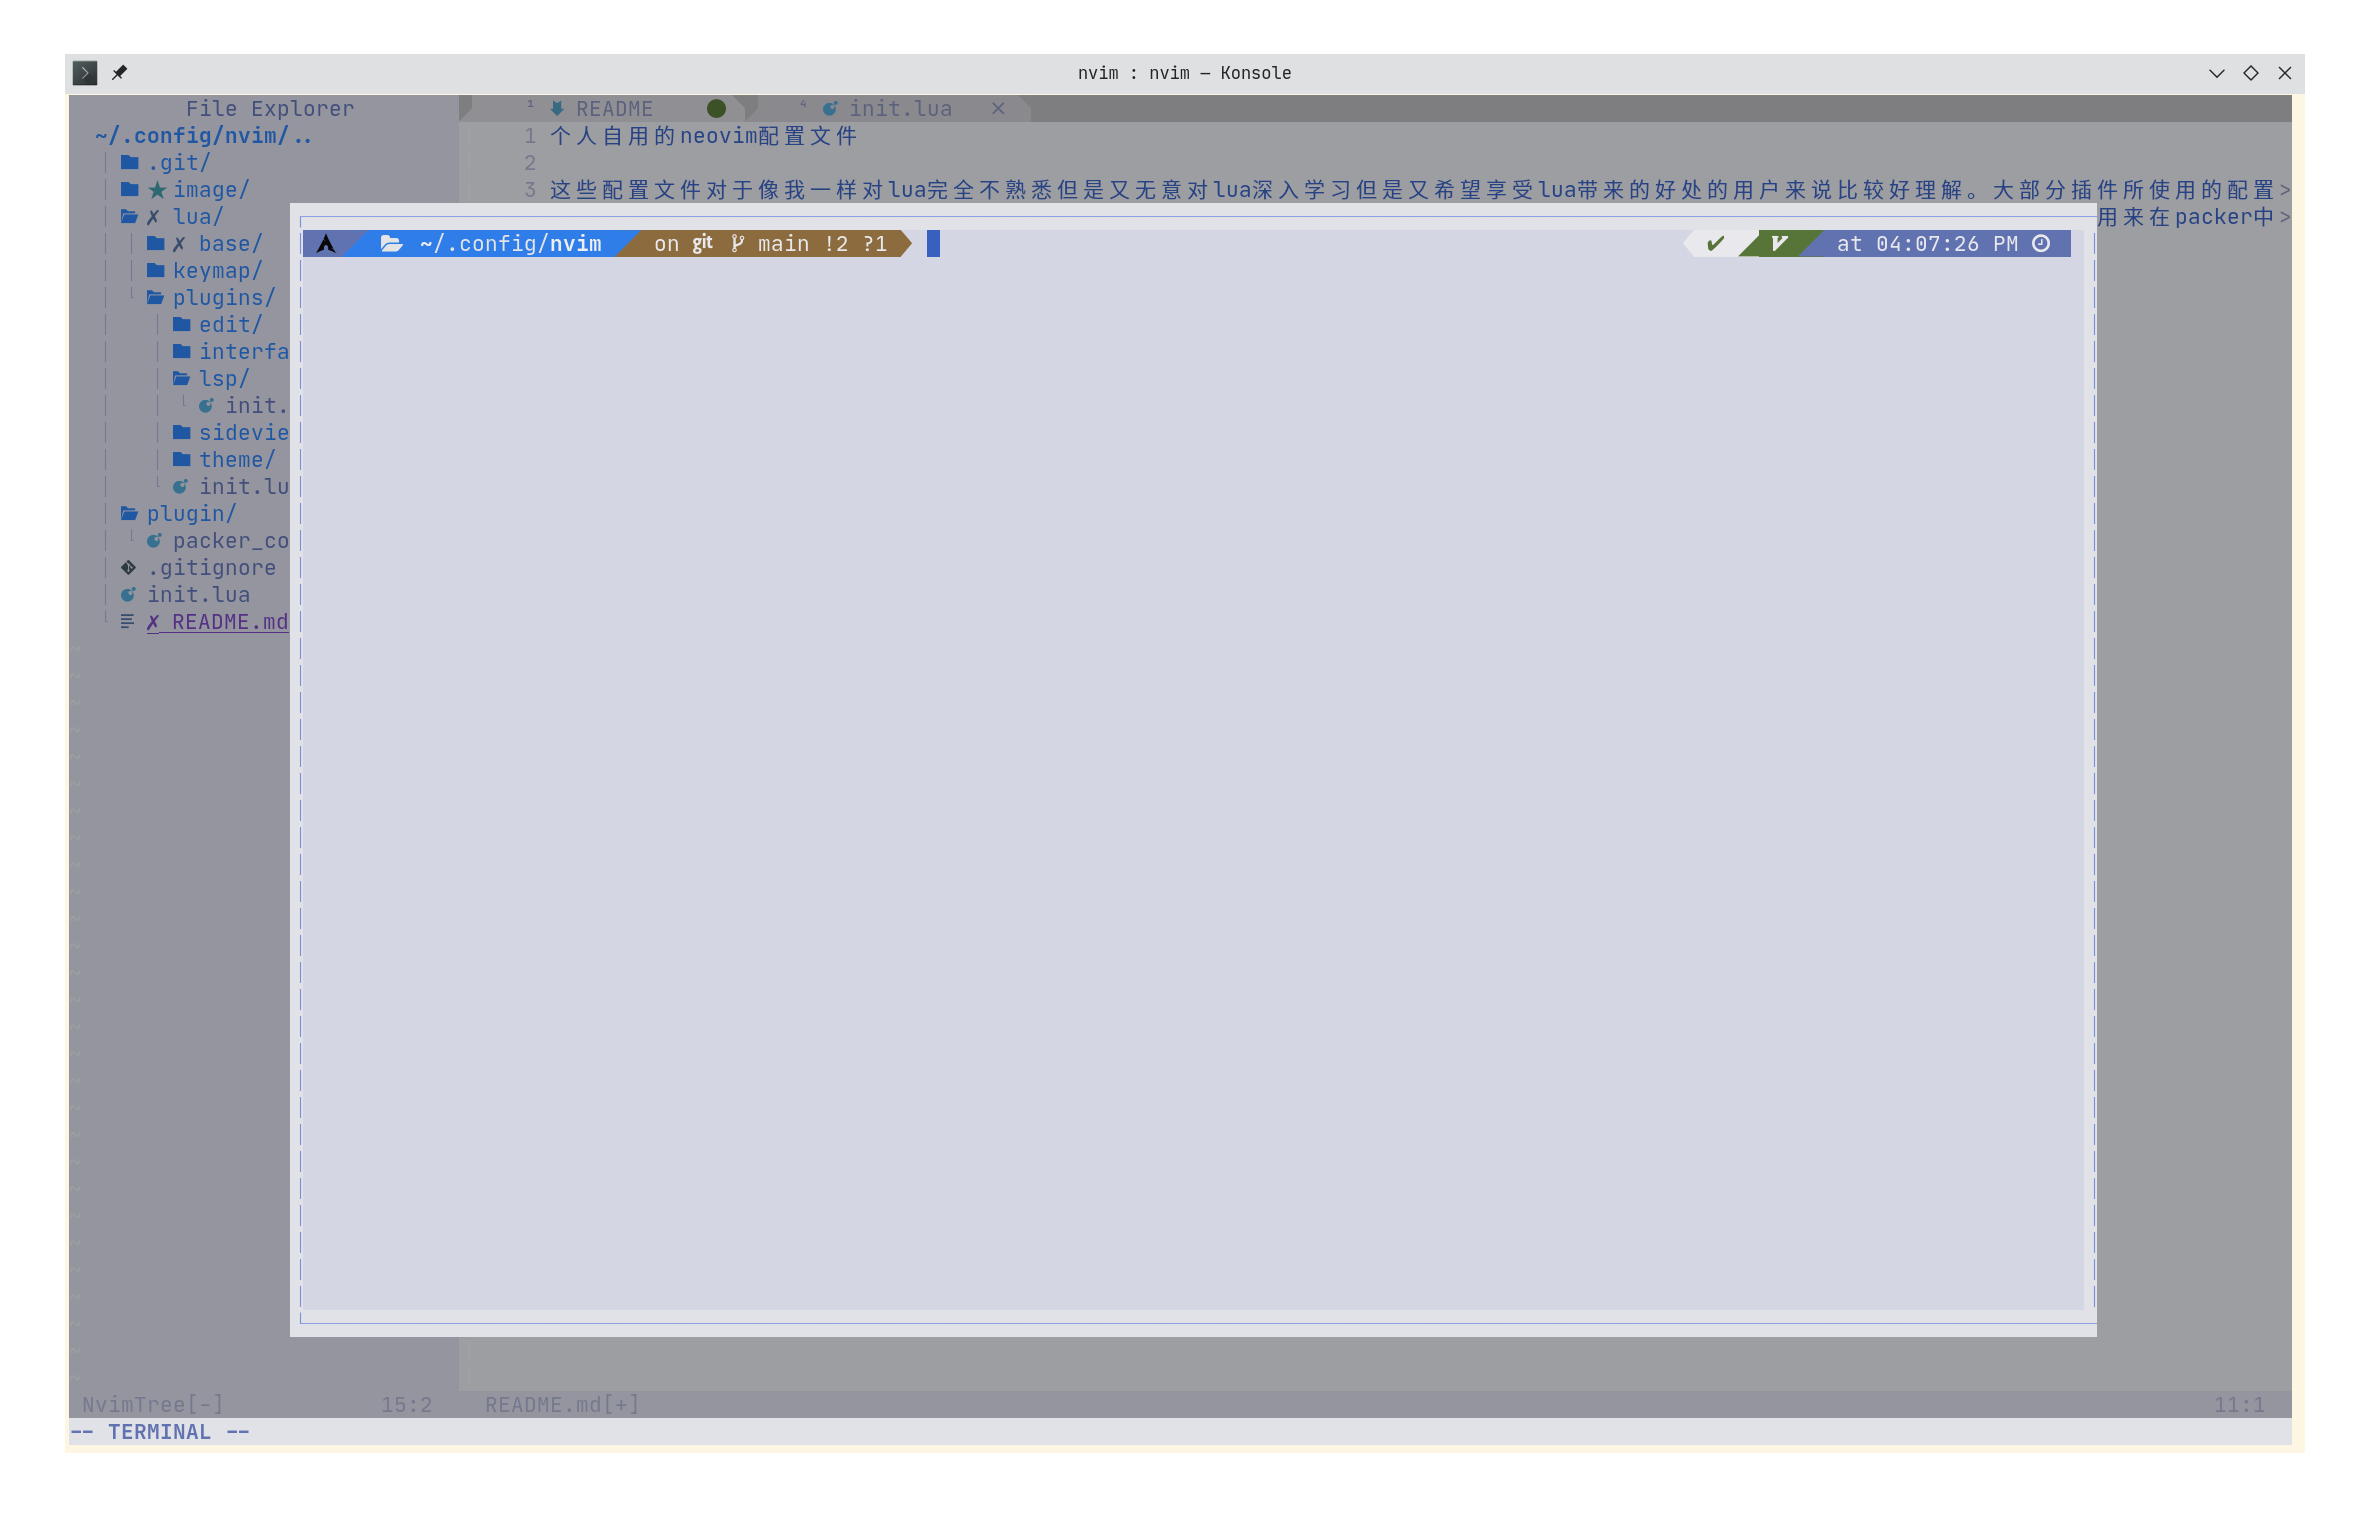 nvim : nvim — Konsole
File Explorer
1 README
4 init.lua ×
~/.config/nvim/..
.git/
★ image/
✗ lua/
✗ base/
keymap/
plugins/
edit/
interfa
lsp/
init.
sidevie
theme/
init.lu
plugin/
packer_co
.gitignore
init.lua
✗ README.md
1 个人自用的neovim配置文件
2
3 这些配置文件对于像我一样对lua完全不熟悉但是又无意对lua深入学习但是又希望享受lua带来的好处的用户来说比较好理解。大部分插件所使用的配置>
用来在packer中>
~/.config/nvim on git main !2 ?1
✔ V at 04:07:26 PM
NvimTree[-] 15:2 README.md[+] 11:1
-- TERMINAL --